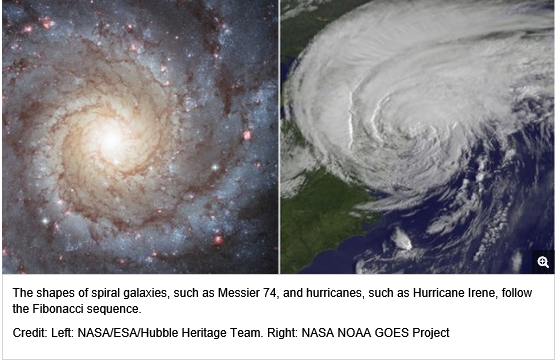 The shapes of spiral galaxies, such as Messier 74, and hurricanes, such as Hurricane Irene, follow
the Fibonacci sequence.
Credit: Left: NASA/ESA/Hubble Heritage Team. Right: NASA NOAA GOES Project